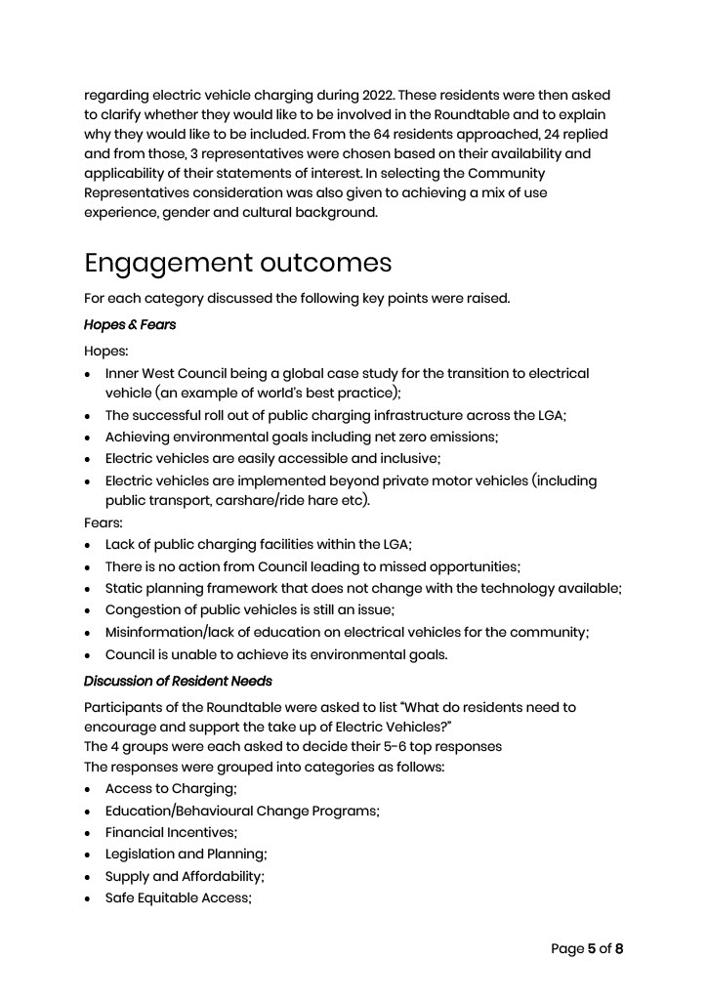 regarding electric vehicle charging during 2022. These residents were then asked
to clarify whether they would like to be involved in the Roundtable and to explain
why they would like to be included. From the 64 residents approached, 24 replied
and from those, 3 representatives were chosen based on their availability and
applicability of their statements of interest. In selecting the Community
Representatives consideration was also given to achieving a mix of use
experience, gender and cultural background.
Engagement outcomes
For each category discussed the following key points were raised.
Hopes & Fears
Hopes:
• Inner West Council being a global case study for the transition to electrical
vehicle (an example of world's best practice);
• The successful roll out of public charging infrastructure across the LGA;
• Achieving environmental goals including net zero emissions;
• Electric vehicles are easily accessible and inclusive;
• Electric vehicles are implemented beyond private motor vehicles (including
public transport, carshare/ride hare etc).
Fears:
• Lack of public charging facilities within the LGA;
• There is no action from Council leading to missed opportunities;
• Static planning framework that does not change with the technology available;
• Congestion of public vehicles is still an issue;
• Misinformation/lack of education on electrical vehicles for the community;
• Council is unable to achieve its environmental goals.
Discussion of Resident Needs
Participants of the Roundtable were asked to list “What do residents need to
encourage and support the take up of Electric Vehicles?”
The 4 groups were each asked to decide their 5-6 top responses
The responses were grouped into categories as follows:
• Access to Charging;
• Education/Behavioural Change Programs;
• Financial Incentives;
• Legislation and Planning;
• Supply and Affordability;
• Safe Equitable Access;
Page 5 of 8